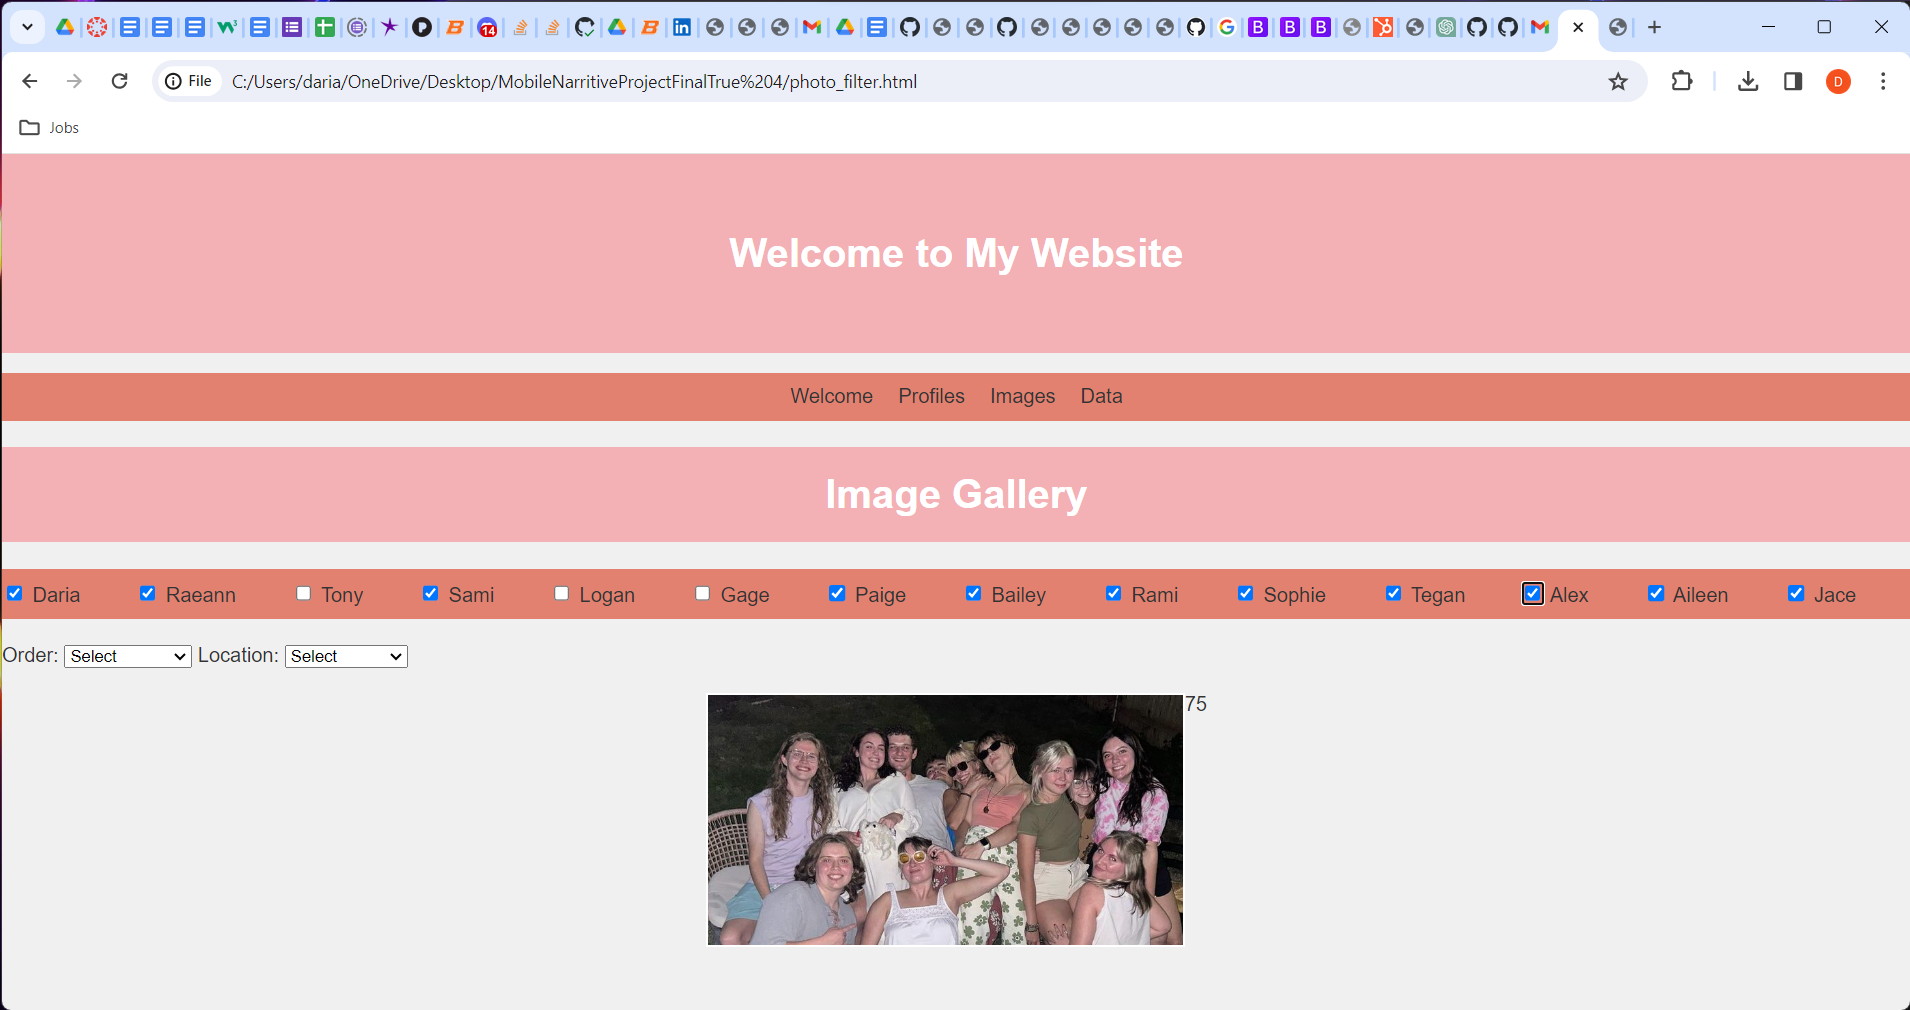 14
File C:/Users/daria/OneDrive/Desktop/MobileNarritiveProjectFinalTrue%204/photo_filter.html D
Jobs
Welcome to My Website
Welcome Profiles Images Data
Image Gallery
Daria Raeann Tony Sami Logan Gage Paige Bailey Rami Sophie Tegan Alex Aileen Jace
Order: Select Location: Select
75